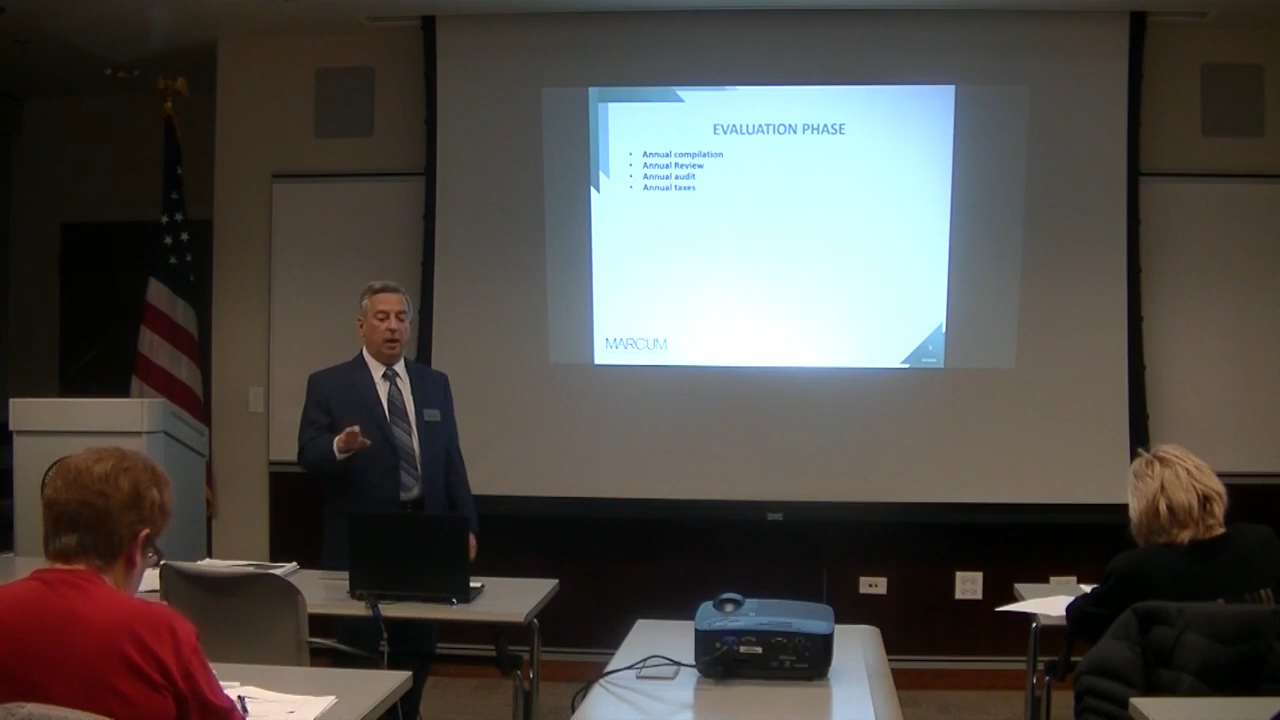 EVALUATION PHASE
• Annual compilation
• Annual Review
• Annual audit
• Annual taxes
MARCUM